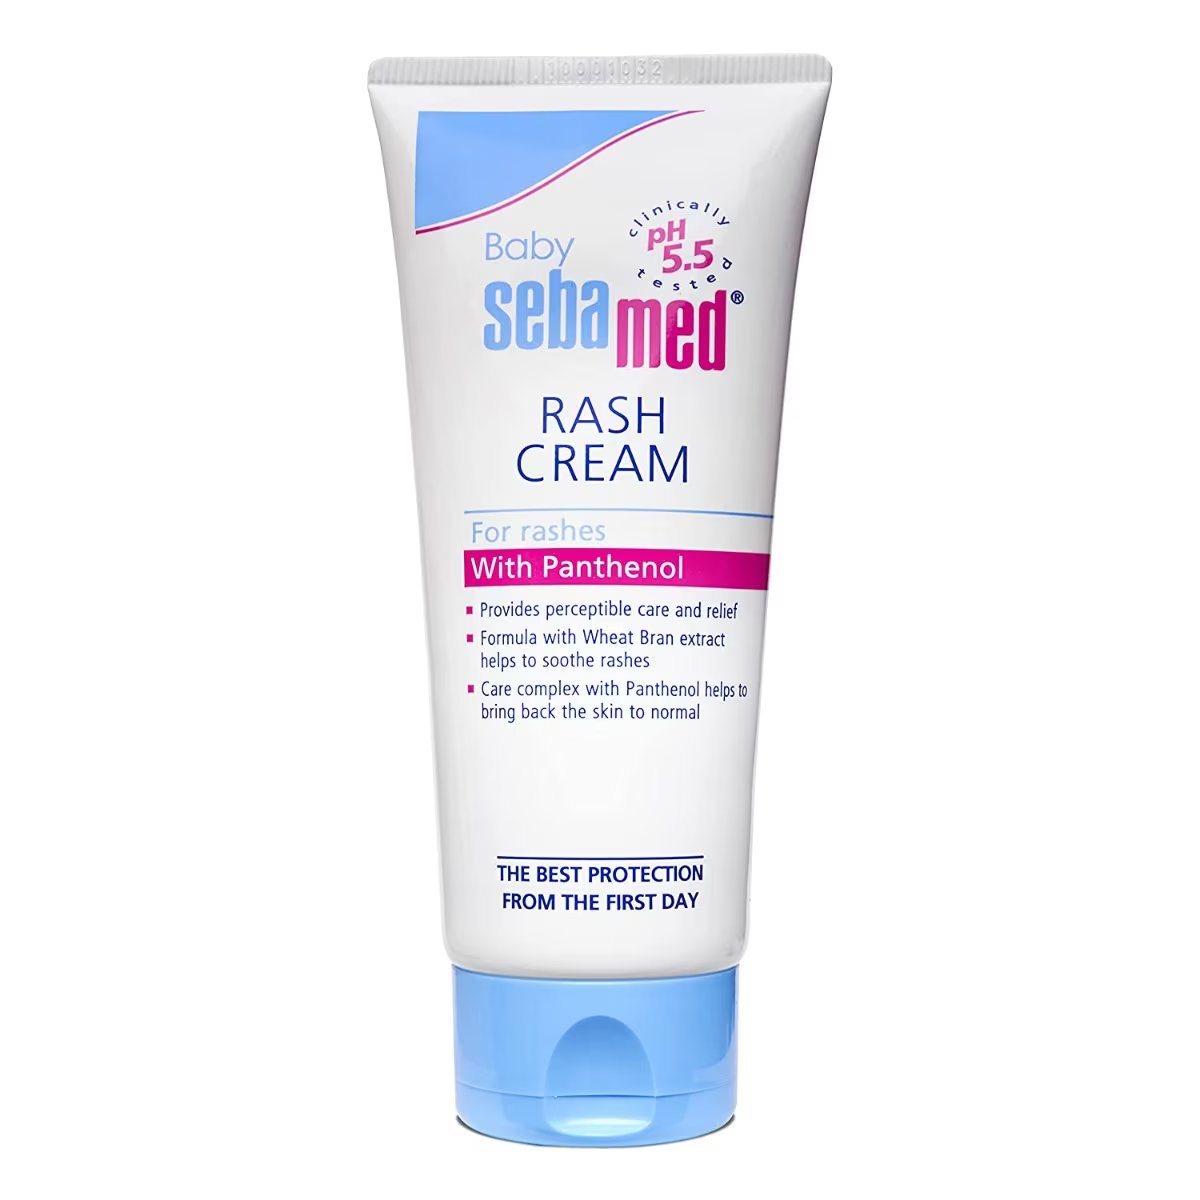 10001032
clinically
pH
5.5
tested
Baby
sebamed®
RASH
CREAM
For rashes
With Panthenol
Provides perceptible care and relief
Formula with Wheat Bran extract
helps to soothe rashes
Care complex with Panthenol helps to
bring back the skin to normal
THE BEST PROTECTION
FROM THE FIRST DAY